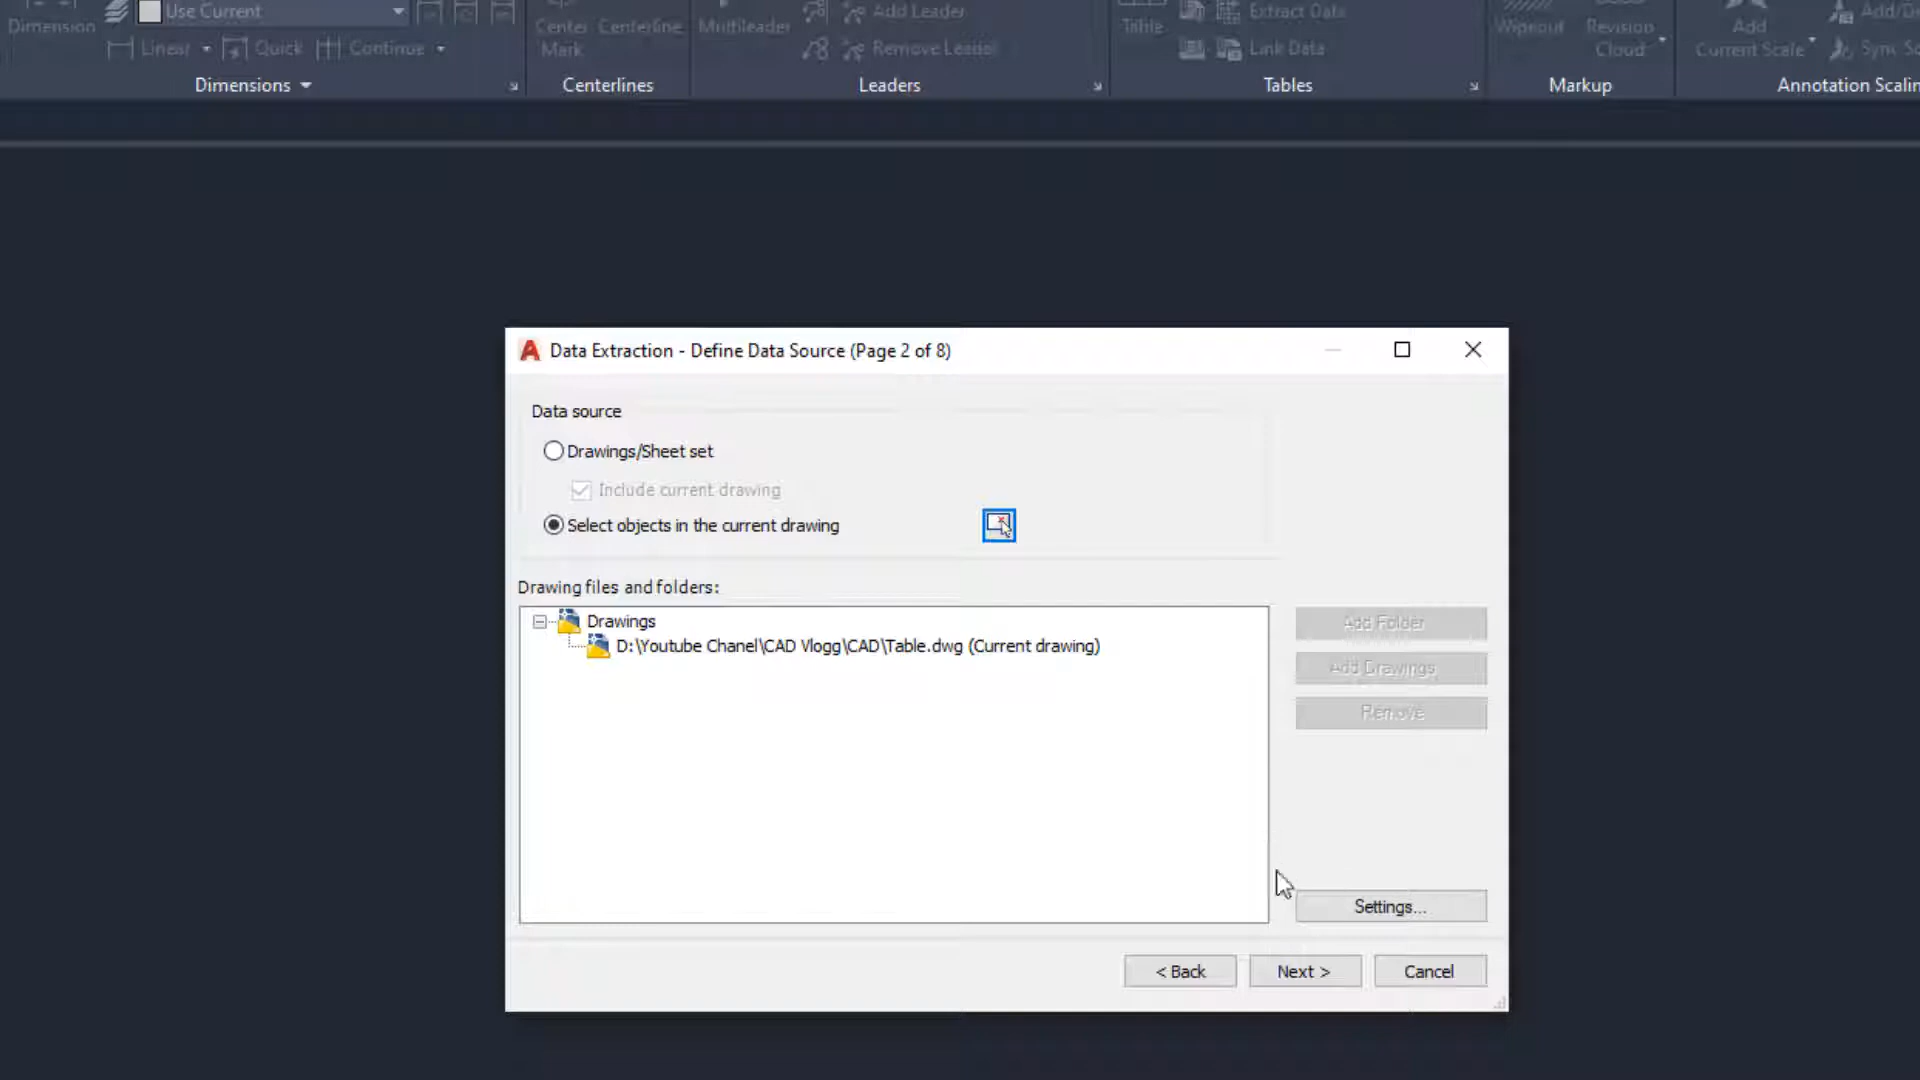 Use Current
Add Leader
Extract Data
Dimension
Center
Mark
Centerline
Multileader
Table
Wipeout
Revision
Cloud
Add
Current Scale
Linear
Quick
Continue
Remove Leader
Link Data
Dimensions
Centerlines
Leaders
Tables
Markup
Annotation Scalin
Data Extraction - Define Data Source (Page 2 of 8)
Data source
Drawings/Sheet set
Include current drawing
Select objects in the current drawing
Drawing files and folders:
Drawings
D:\Youtube Chanel\CAD Vlogg\CAD\Table.dwg (Current drawing)
Add Folder
Add Drawings
Remove
Settings...
< Back
Next >
Cancel